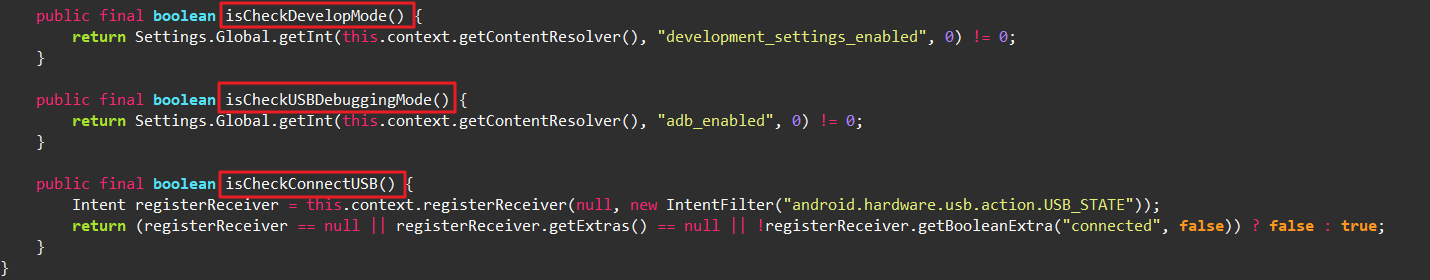 public final boolean isCheckDevelopMode() {
return Settings.Global.getInt(this.context.getContentResolver(), "development_settings_enabled", 0) != 0;
}
public final boolean isCheckUSBDebuggingMode() {
return Settings.Global.getInt(this.context.getContentResolver(), "adb_enabled", 0) != 0;
}
public final boolean isCheckConnectUSB() {
Intent registerReceiver = this.context.registerReceiver(null, new IntentFilter("android.hardware.usb.action.USB_STATE"));
return (registerReceiver == null || registerReceiver.getExtras() == null || !registerReceiver.getBooleanExtra("connected", false)) ? false : true;
}
}